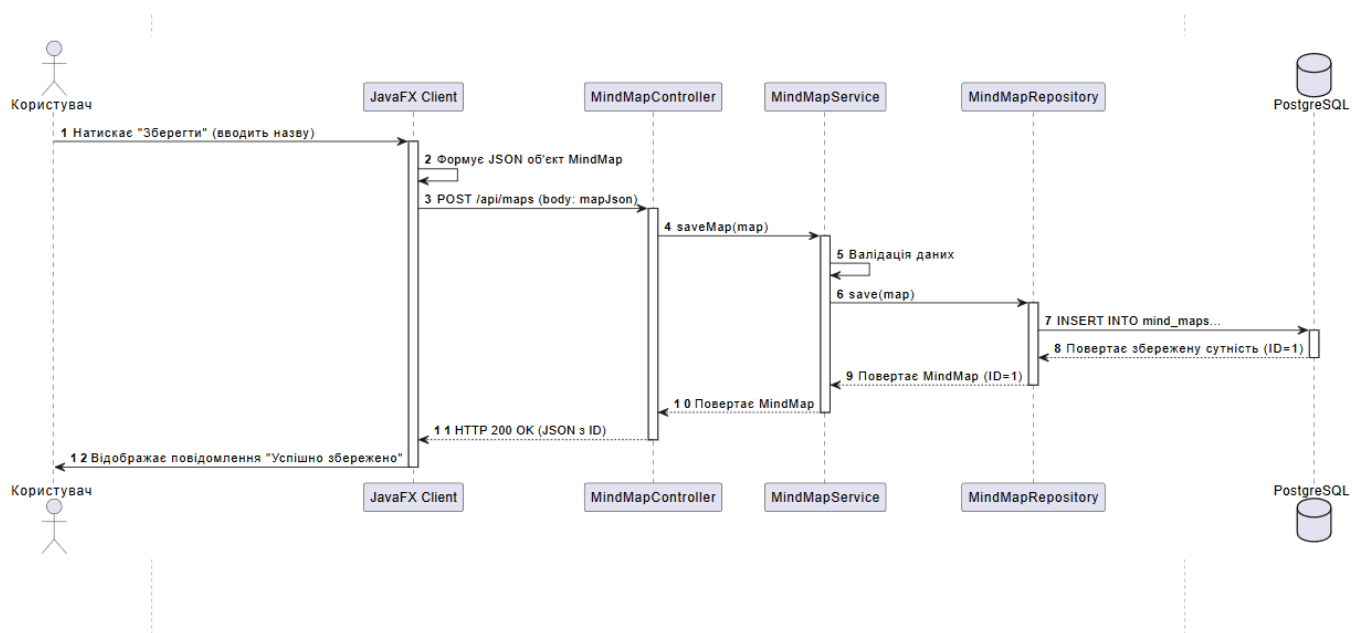 Користувач
JavaFX Client
MindMapController
MindMapService
MindMapRepository
PostgreSQL
1 Натискає "Зберегти" (вводить назву)
2 Формує JSON об'єкт MindMap
3 POST /api/maps (body: mapJson)
4 saveMap(map)
5 Валідація даних
6 save(map)
7 INSERT INTO mind_maps...
8 Повертає збережену сутність (ID=1)
9 Повертає MindMap (ID=1)
10 Повертає MindMap
11 HTTP 200 OK (JSON з ID)
12 Відображає повідомлення "Успішно збережено"
Користувач
JavaFX Client
MindMapController
MindMapService
MindMapRepository
PostgreSQL